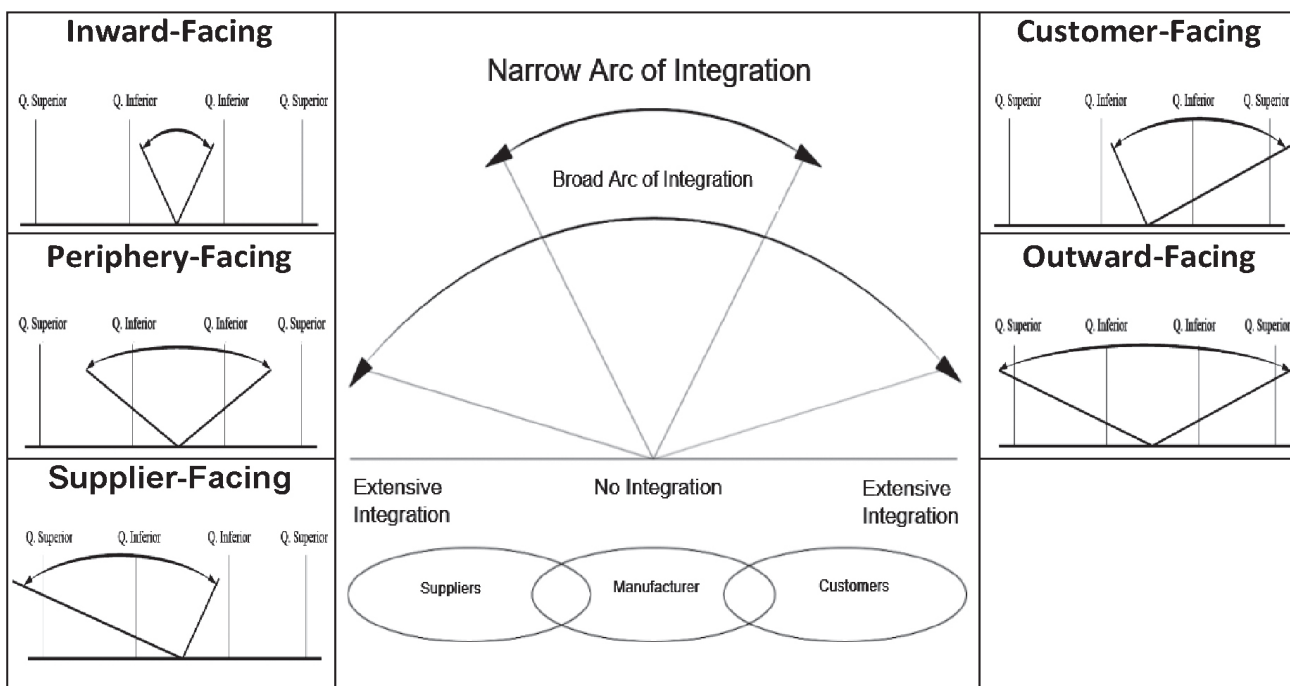 Inward-Facing
Q. Superior Q. Inferior Q. Inferior Q. Superior
Periphery-Facing
Q. Superior Q. Inferior Q. Inferior Q. Superior
Supplier-Facing
Q. Superior Q. Inferior Q. Inferior Q. Superior
Narrow Arc of Integration
Broad Arc of Integration
Extensive Integration
No Integration
Extensive Integration
Suppliers
Manufacturer
Customers
Customer-Facing
Q. Superior Q. Inferior Q. Inferior Q. Superior
Outward-Facing
Q. Superior Q. Inferior Q. Inferior Q. Superior